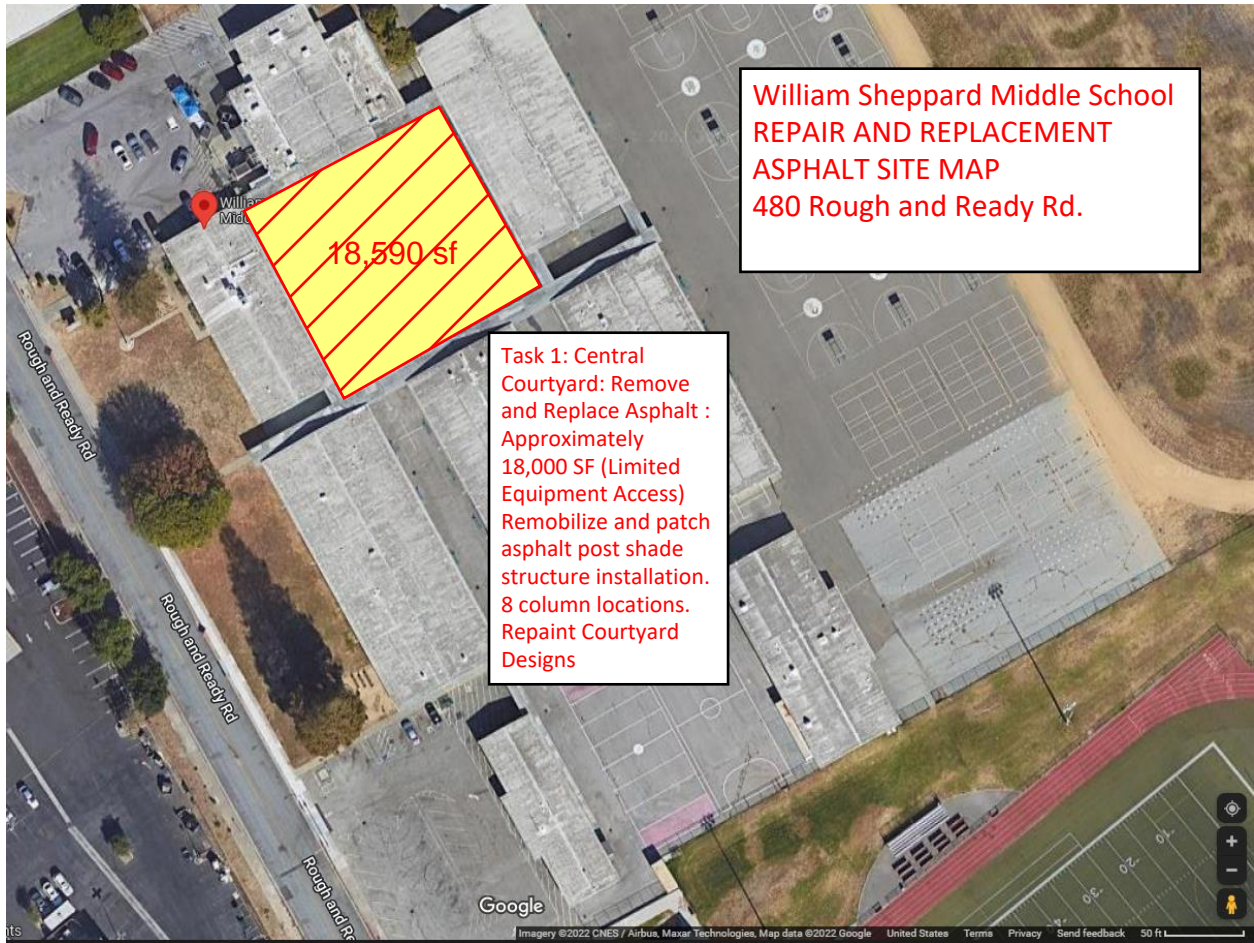 William Sheppard Middle School
REPAIR AND REPLACEMENT
ASPHALT SITE MAP
480 Rough and Ready Rd.
18,590 sf
Task 1: Central
Courtyard: Remove
and Replace Asphalt :
Approximately
18,000 SF (Limited
Equipment Access)
Remobilize and patch
asphalt post shade
structure installation.
8 column locations.
Repaint Courtyard
Designs
Rough and Ready Rd
Rough and Ready Rd
Rough and Re
-10
-20
-30
Google
Imagery ©2022 CNES / Airbus, Maxar Technologies, Map data ©2022 Google United States Terms Privacy Send feedback 50 ft